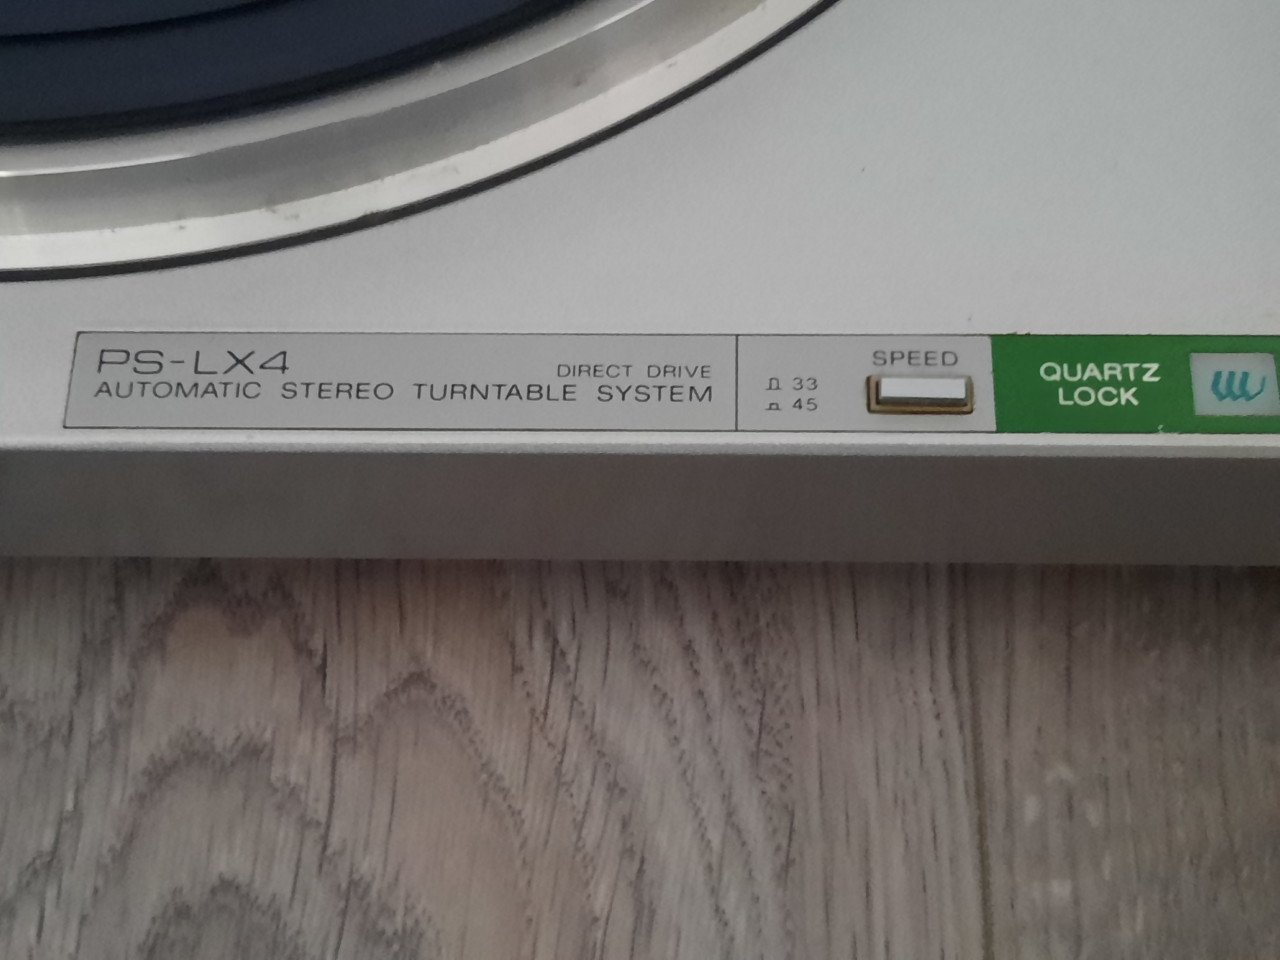 PS-LX4
DIRECT DRIVE
AUTOMATIC STEREO TURNTABLE SYSTEM
33
45
SPEED
QUARTZ
LOCK